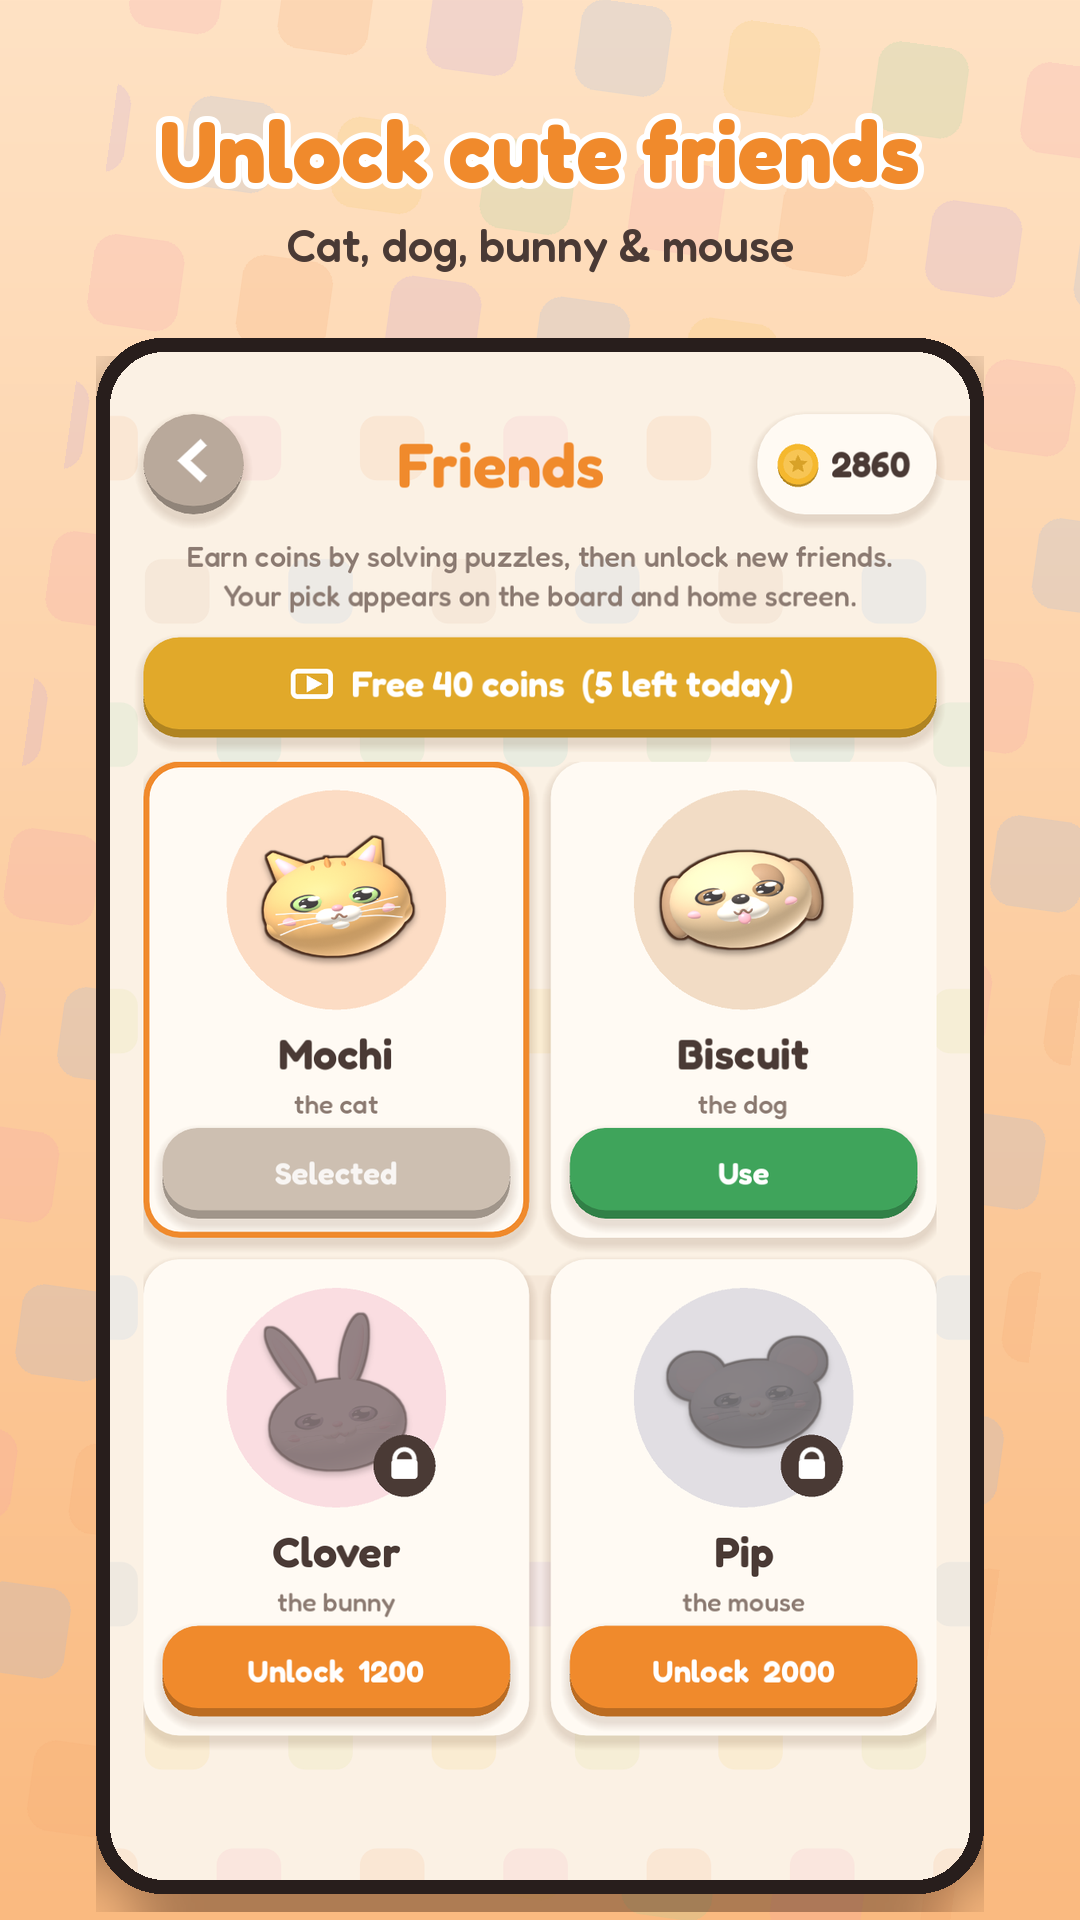 Unlock cute friends
Cat, dog, bunny & mouse
Friends
2860
Earn coins by solving puzzles, then unlock new friends.
Your pick appears on the board and home screen.
Free 40 coins (5 left today)
Mochi
the cat
Selected
Biscuit
the dog
Use
Clover
the bunny
Unlock 1200
Pip
the mouse
Unlock 2000